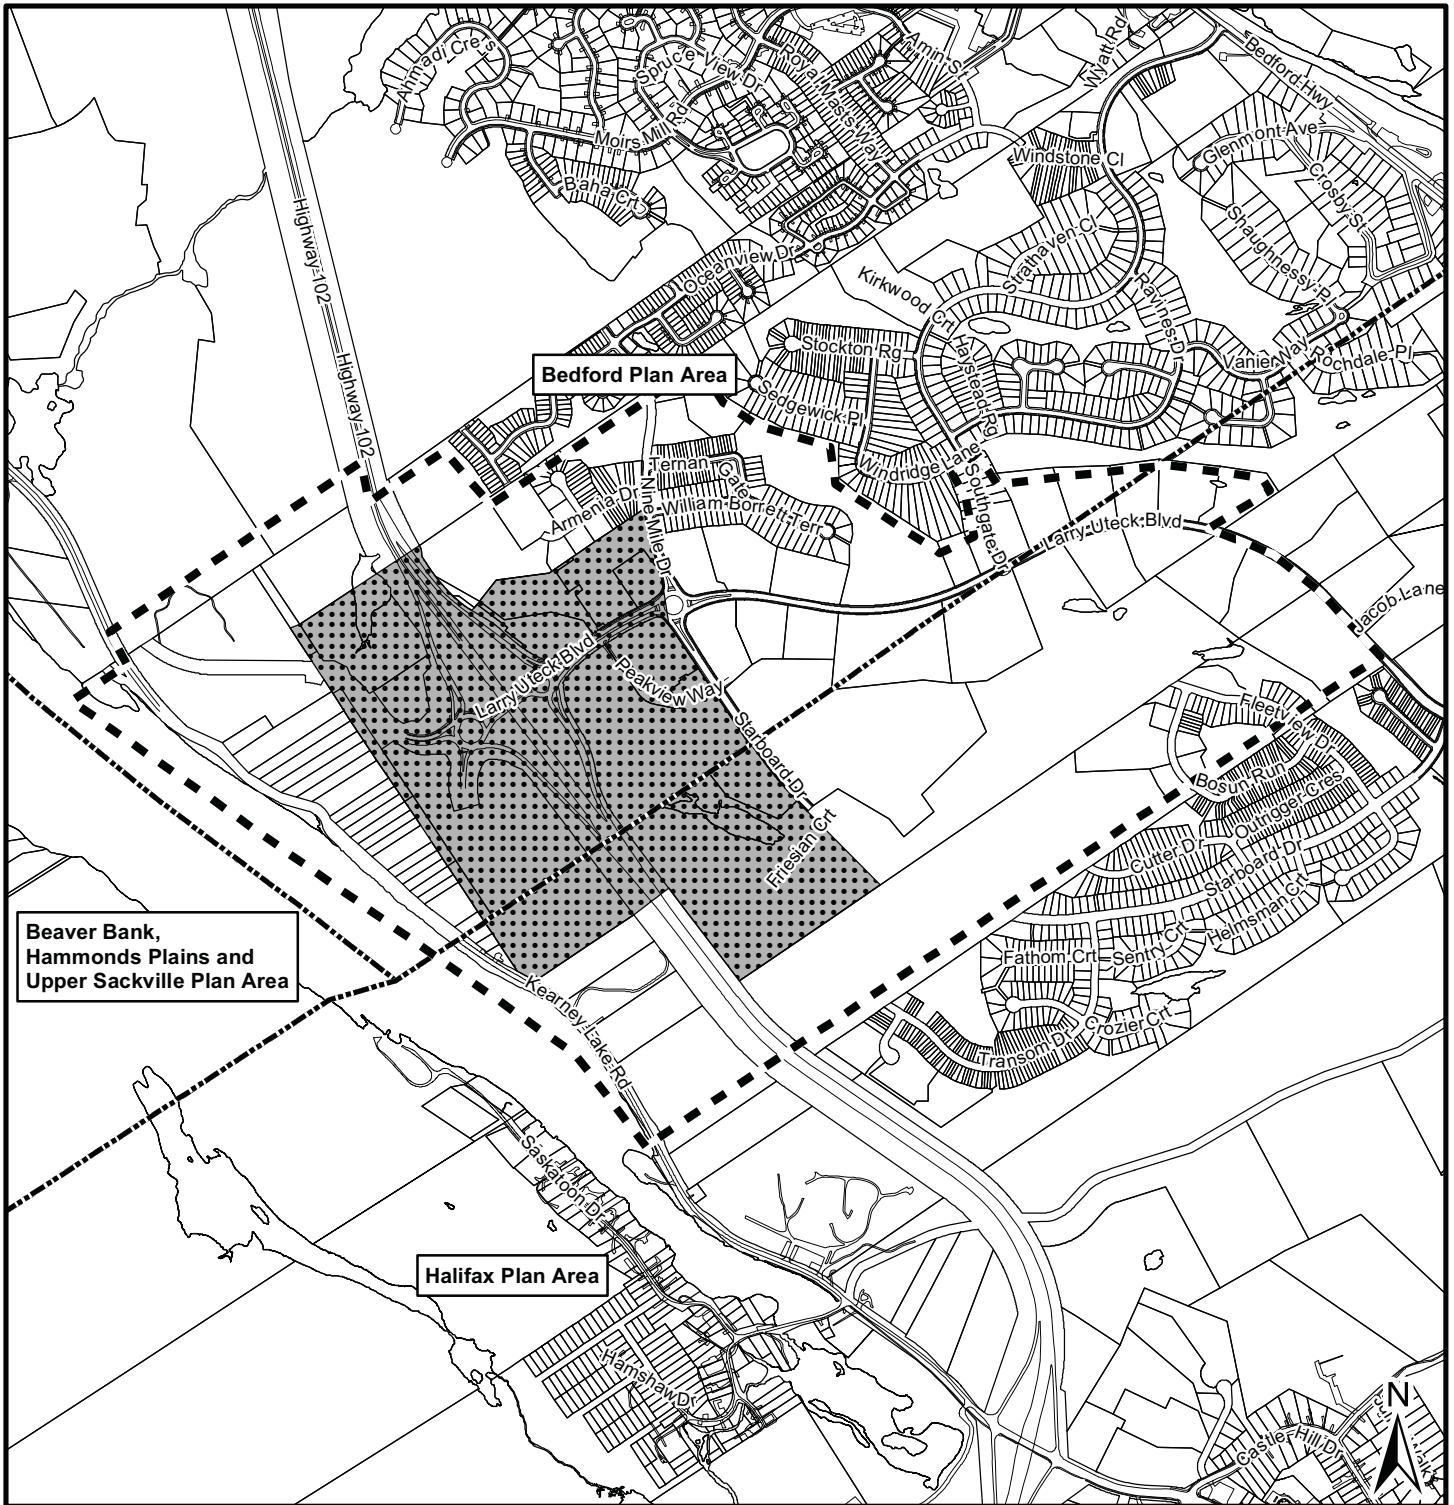 Ahmadi Cres
Spruce View Dr
Royal Masts Way
Amin St
Wyatt Rd
Bedford Hwy
Moirs Mill Rd
Glenmont Ave
Windstone Cl
Crosby St
Baha Crt
Highway 102
Shaughnessy Pl
Strathaven Cl
Oceanview Dr
Kirkwood Crt
Ravines Dr
Highway 102
Stockton Rg
Haystead Rg
Vanier Way
Rochdale Pl
Bedford Plan Area
Sedgewick Pl
Windridge Lane
Ternan
Gale
Nine Mile Dr
Armenia Dr
William Borrett Terr
Southgate Dr
Larry Uteck Blvd
Jacob Lane
Larry Uteck Blvd
Peakview Way
Starboard Dr
Fleetview Dr
Bosun Run
Outrigger Cres
Friesian Crt
Cutter Dr
Starboard Dr
Helmsman Crt
Beaver Bank,
Hammonds Plains and
Upper Sackville Plan Area
Fathom Crt
Sentry Crt
Kearney Lake Rd
Crozier Crt
Transom Dr
Saskatoon Dr
Halifax Plan Area
Hamshaw Dr
Castle Hill Dr
N